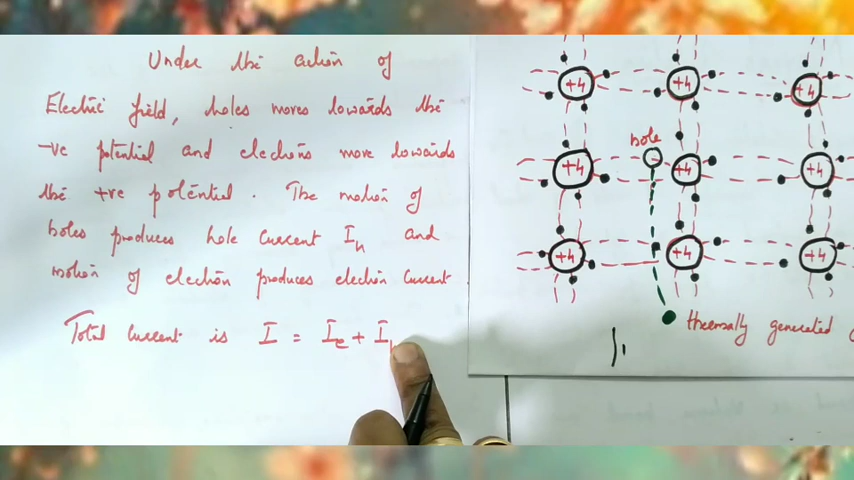 Under the action of
Electric field, holes moves towards the
-ve potential and electrons move towards
the +ve potential. The motion of
holes produces hole current Ih and
motion of electron produces electron current
Total current is I = Ie + I
+4 +4 +4
hole
+4 +4 +4
+4 +4 +4
thermally generated